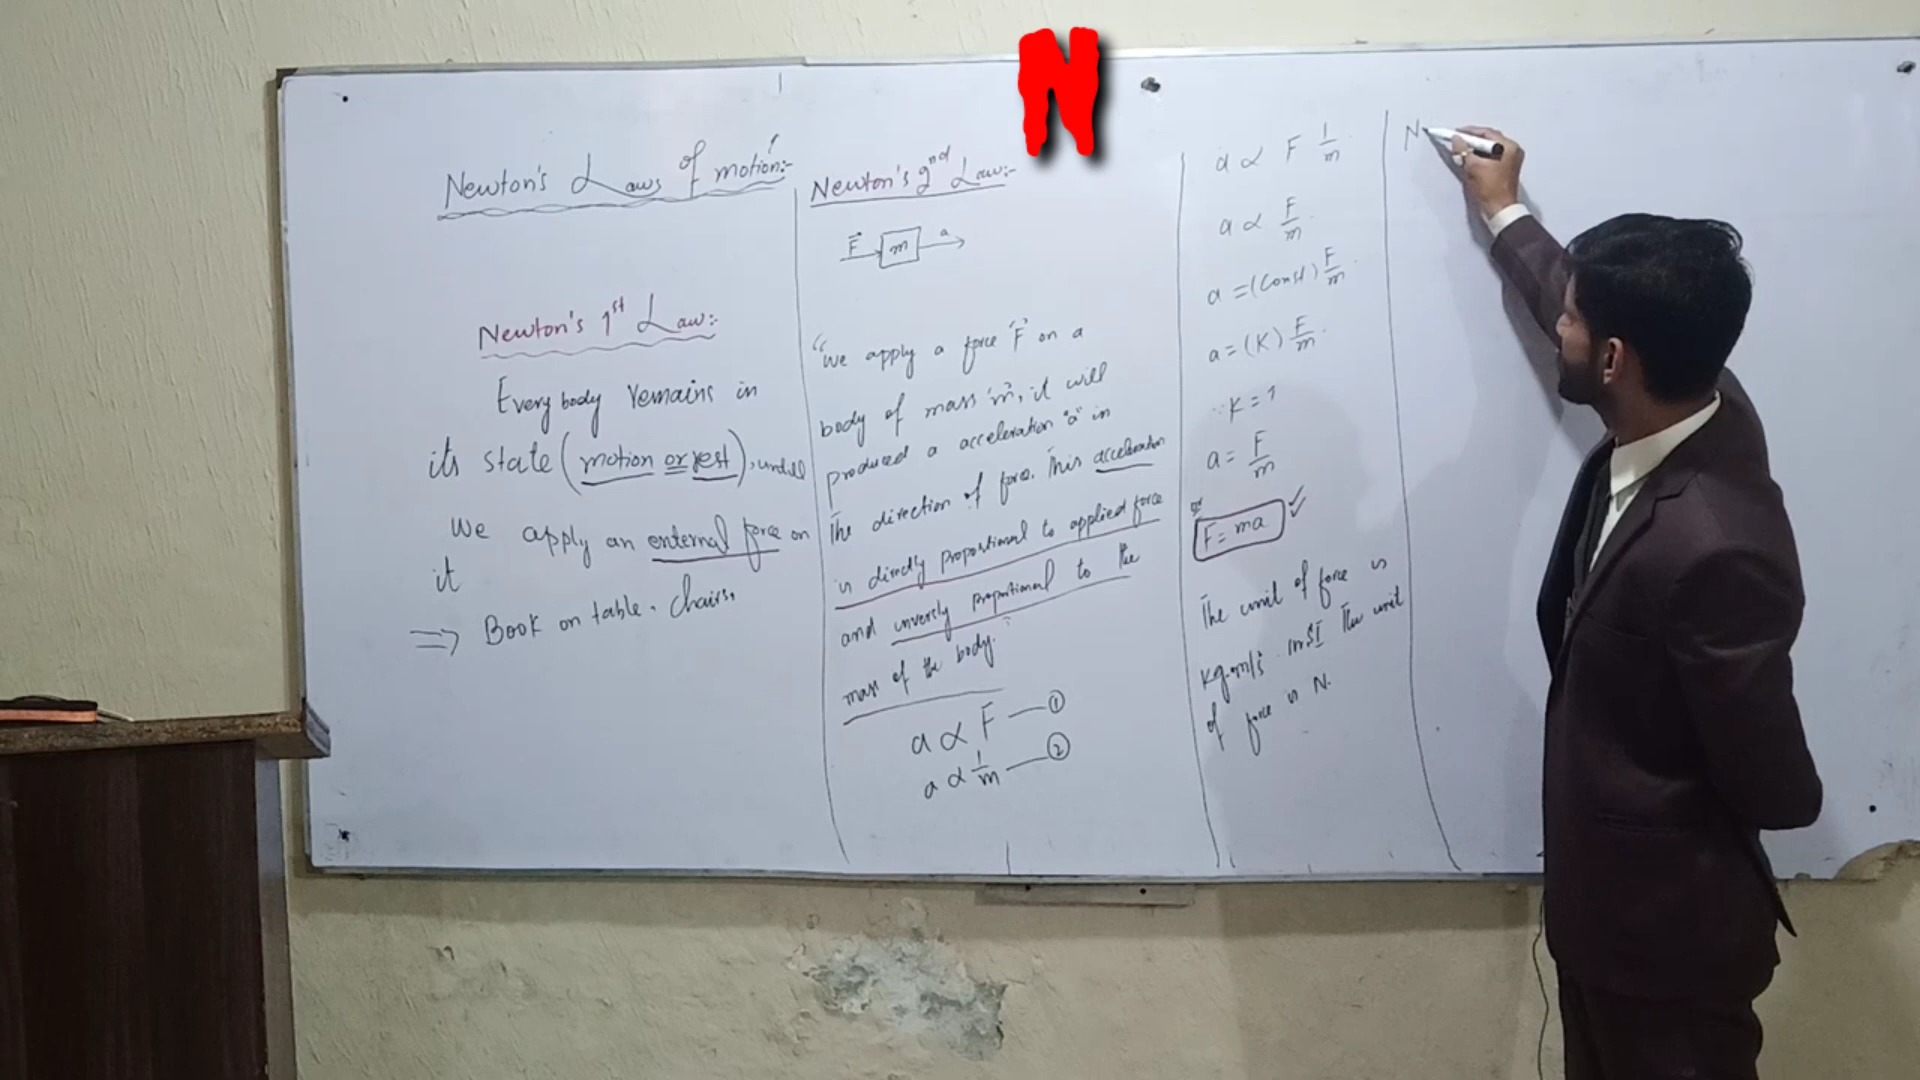 N
Newton's Laws of motion:-
Newton's 1st Law:-
Every body remains in
its state (motion or rest), untill
we apply an external force on
it
⇒ Book on table, chairs,
Newton's 2nd Law:-
F m a
"We apply a force "F" on a
body of mass "m", it will
produced a acceleration "a" in
the direction of force. This acceleration
is directly proportional to applied force
and inversly proportional to the
mass of the body."
a ∝ F — ①
a ∝ 1/m — ②
a ∝ F 1/m
a ∝ F/m
a = (Const) F/m
a = (K) F/m
∵ K = 1
a = F/m
or
F = ma
The unit of force is
kg.m/s² in SI The unit
of force is N.
N